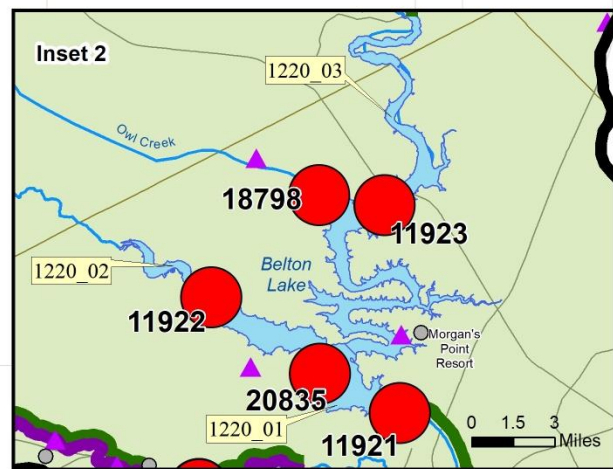 Inset 2
1220_03
Owl Creek
18798
11923
Belton
Lake
1220_02
11922
Morgan's
Point
Resort
20835
1220_01
11921
0 1.5 3
Miles